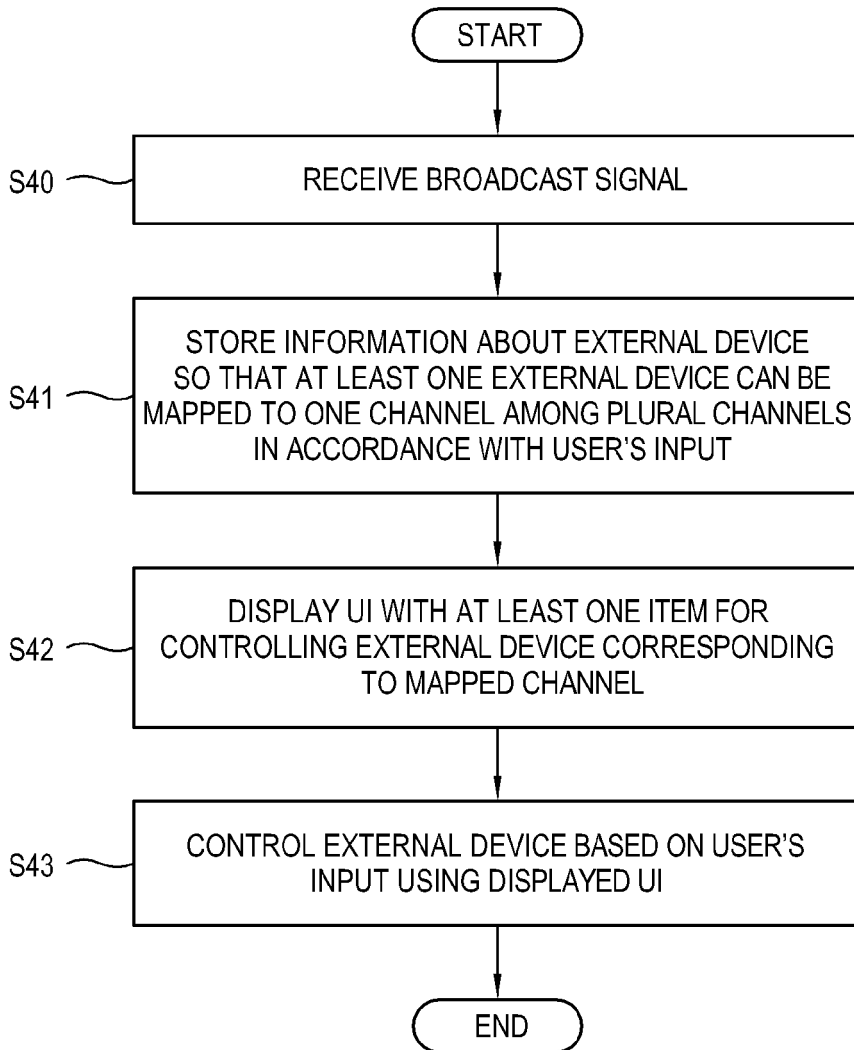 START
S40
RECEIVE BROADCAST SIGNAL
S41
STORE INFORMATION ABOUT EXTERNAL DEVICE
SO THAT AT LEAST ONE EXTERNAL DEVICE CAN BE
MAPPED TO ONE CHANNEL AMONG PLURAL CHANNELS
IN ACCORDANCE WITH USER'S INPUT
S42
DISPLAY UI WITH AT LEAST ONE ITEM FOR
CONTROLLING EXTERNAL DEVICE CORRESPONDING
TO MAPPED CHANNEL
S43
CONTROL EXTERNAL DEVICE BASED ON USER'S
INPUT USING DISPLAYED UI
END